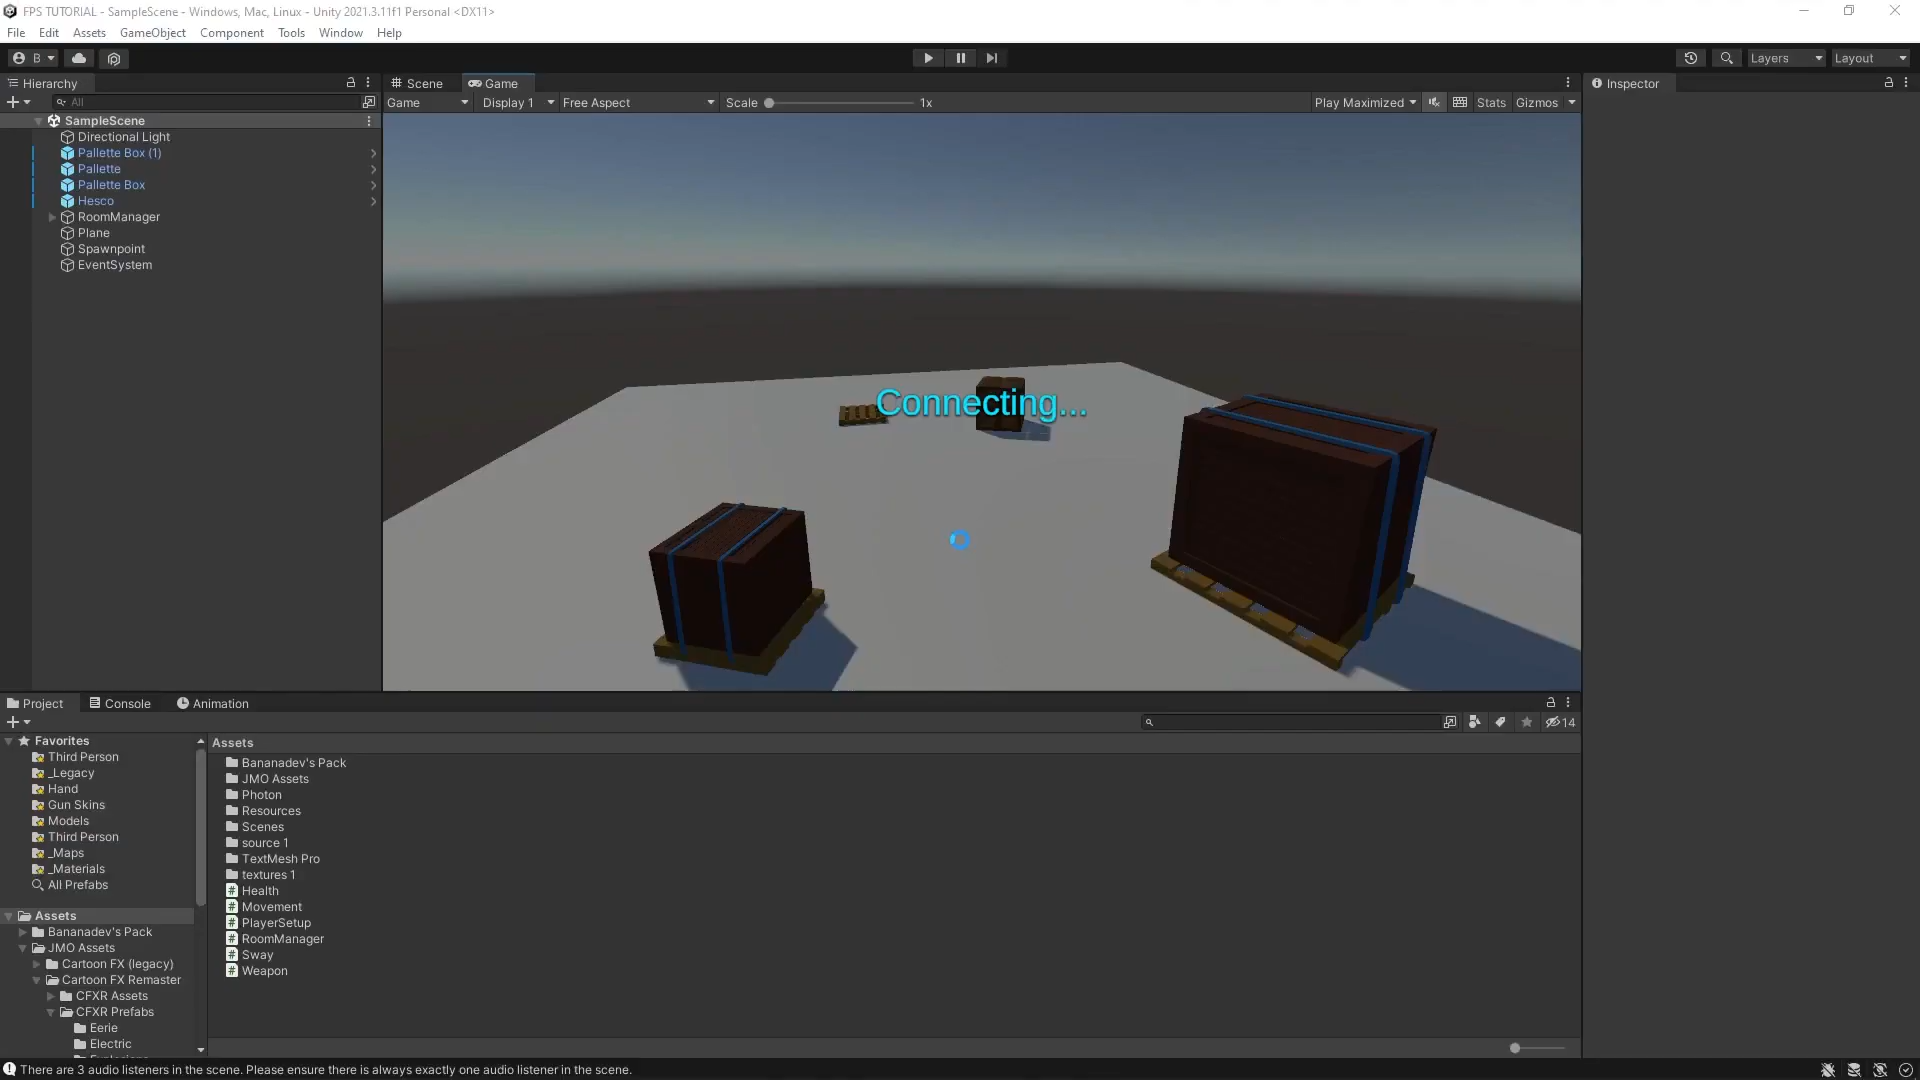 FPS TUTORIAL - SampleScene - Windows, Mac, Linux - Unity 2021.3.11f1 Personal <DX11>
File Edit Assets GameObject Component Tools Window Help
B Layers Layout
Hierarchy Scene Game Inspector
All Game Display 1 Free Aspect Scale 1x Play Maximized Stats Gizmos
SampleScene
Directional Light
Pallette Box (1)
Pallette
Pallette Box
Hesco
RoomManager
Plane
Spawnpoint
EventSystem
Connecting...
Project Console Animation
14
Favorites
Third Person
_Legacy
Hand
Gun Skins
Models
Third Person
_Maps
_Materials
All Prefabs
Assets
Bananadev's Pack
JMO Assets
Cartoon FX (legacy)
Cartoon FX Remaster
CFXR Assets
CFXR Prefabs
Eerie
Electric
Assets
Bananadev's Pack
JMO Assets
Photon
Resources
Scenes
source 1
TextMesh Pro
textures 1
Health
Movement
PlayerSetup
RoomManager
Sway
Weapon
There are 3 audio listeners in the scene. Please ensure there is always exactly one audio listener in the scene.